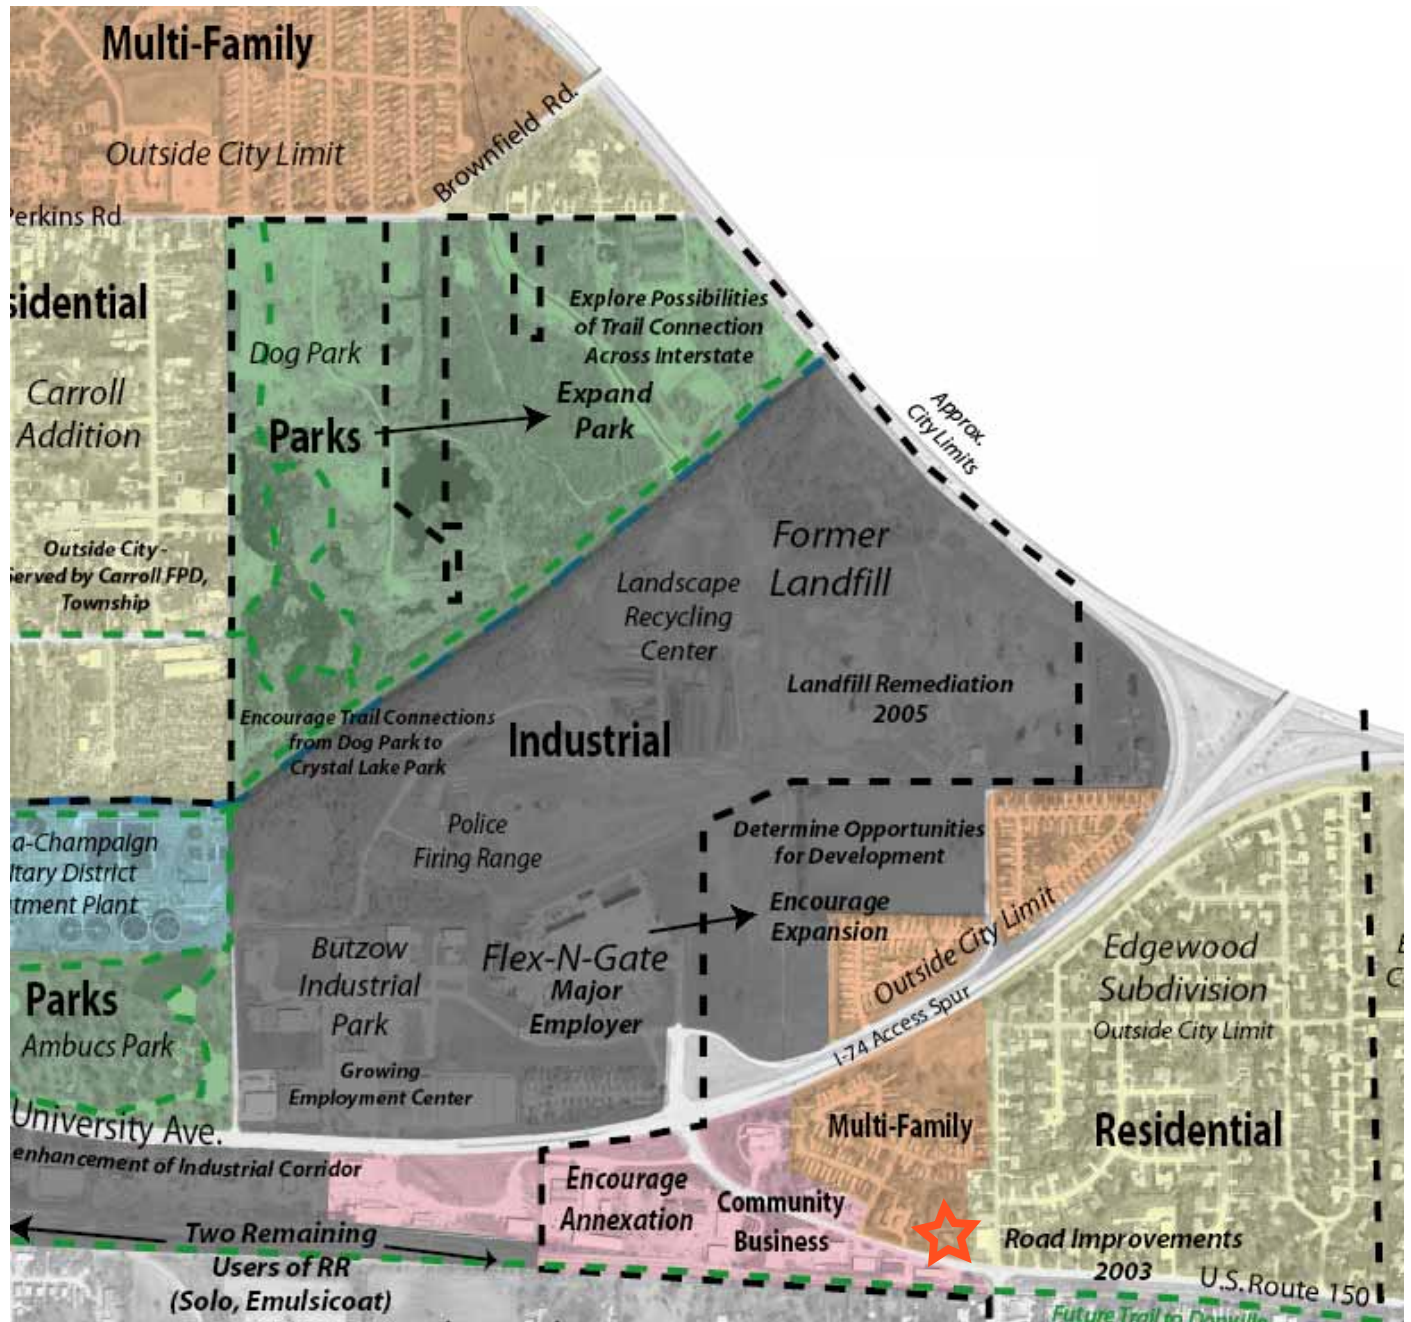 Multi-Family
Outside City Limit
Brownfield Rd.
Perkins Rd
sidential
Carroll
Addition
Outside City -
erved by Carroll FPD,
Township
Dog Park
Parks
Explore Possibilities
of Trail Connection
Across Interstate
Expand
Park
Approx.
City Limits
Former
Landfill
Landscape
Recycling
Center
Landfill Remediation
2005
Encourage Trail Connections
from Dog Park to
Crystal Lake Park
Industrial
Police
Firing Range
Determine Opportunities
for Development
Encourage
Expansion
a-Champaign
itary District
tment Plant
Parks
Ambucs Park
Butzow
Industrial
Park
Growing
Employment Center
Flex-N-Gate
Major
Employer
Outside City Limit
I-74 Access Spur
Edgewood
Subdivision
Outside City Limit
Multi-Family
Residential
University Ave.
enhancement of Industrial Corridor
Encourage
Annexation
Community
Business
Two Remaining
Users of RR
(Solo, Emulsicoat)
Road Improvements
2003
U.S. Route 150
Future Trail to Danville